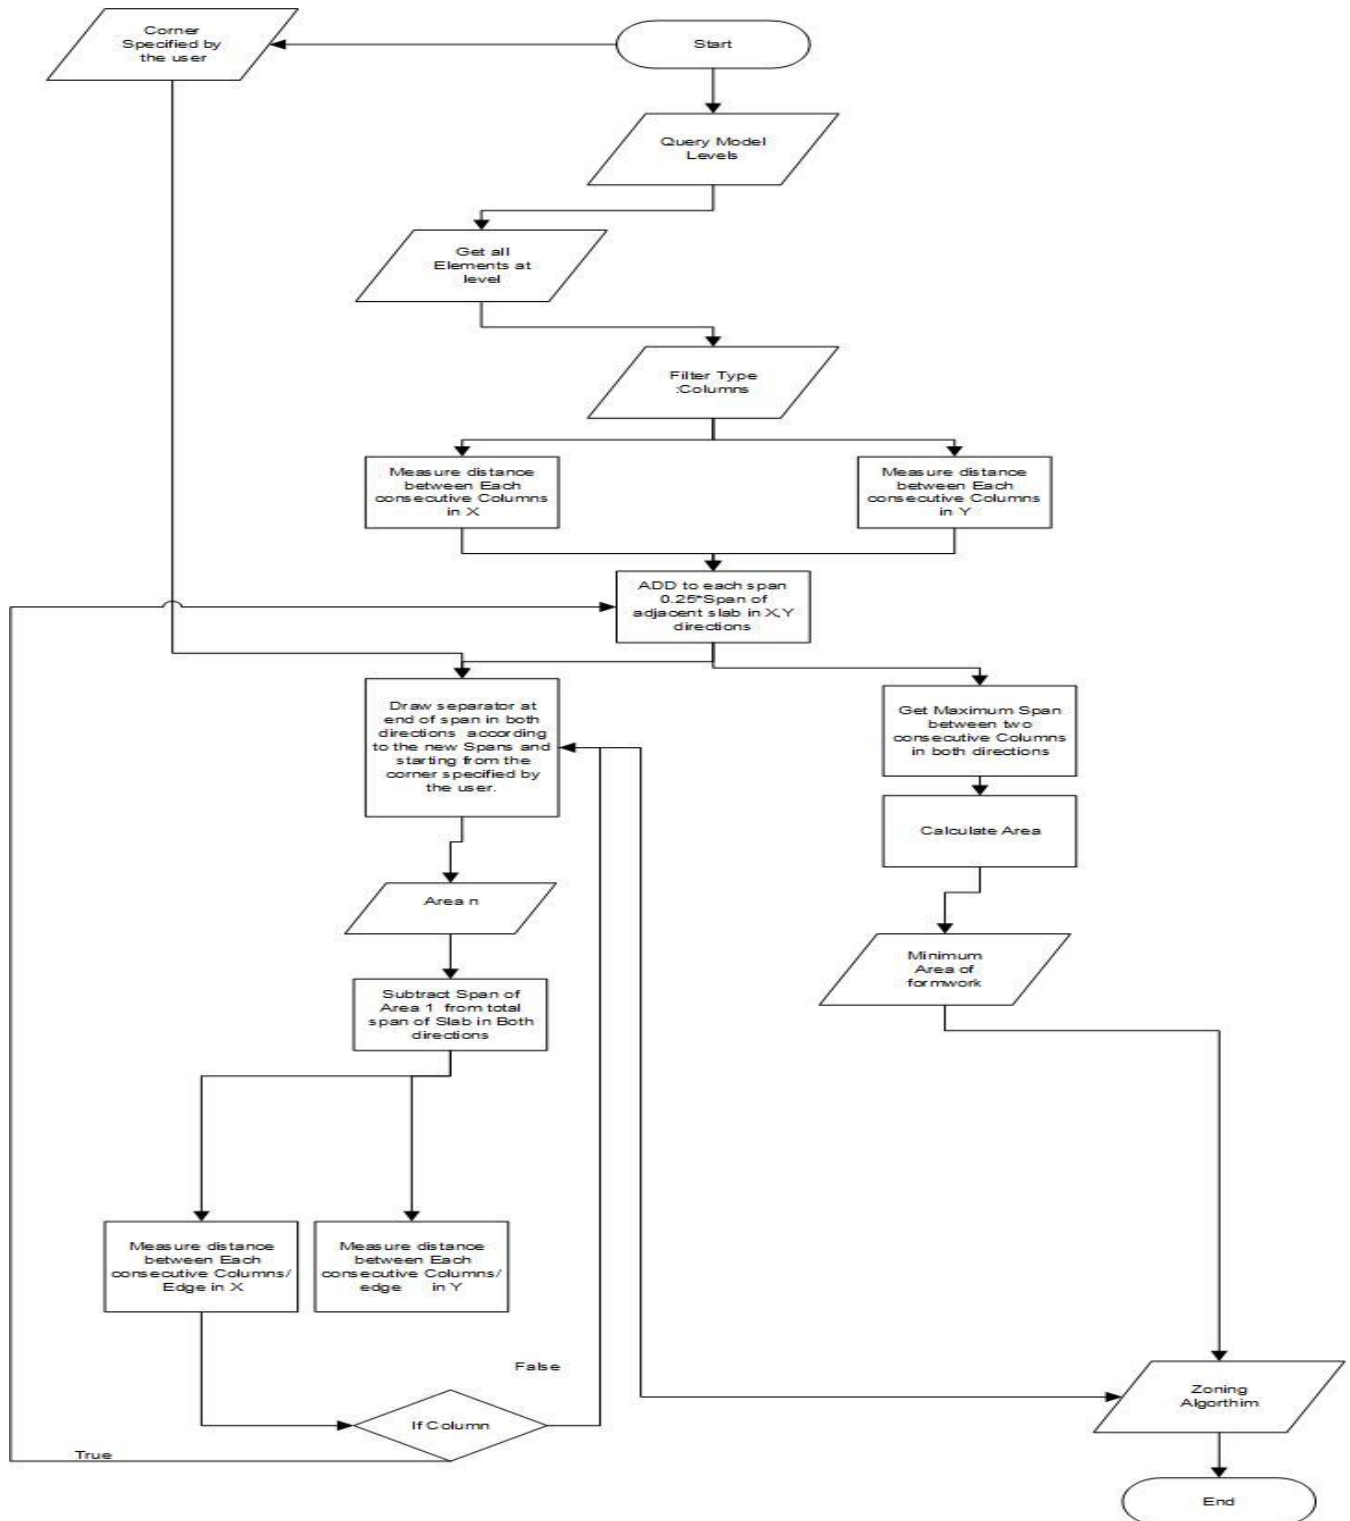 Corner
Specified by
the user
Start
Query Model
Levels
Get all
Elements at
level
Filter Type
:Columns
Measure distance
between Each
consecutive Columns
in X
Measure distance
between Each
consecutive Columns
in Y
ADD to each span
0.25*Span of
adjacent slab in X,Y
directions
Draw separator at
end of span in both
directions according
to the new Spans and
starting from the
corner specified by
the user.
Get Maximum Span
between two
consecutive Columns
in both directions
Calculate Area
Area n
Minimum
Area of
formwork
Subtract Span of
Area 1 from total
span of Slab in Both
directions
Measure distance
between Each
consecutive Columns/
Edge in X
Measure distance
between Each
consecutive Columns/
edge in Y
False
If Column
True
Zoning
Algorthim
End